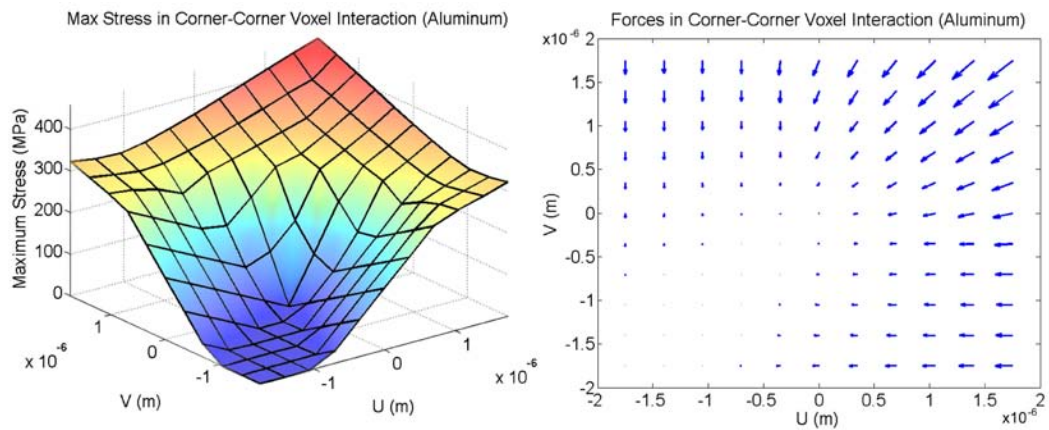 Max Stress in Corner-Corner Voxel Interaction (Aluminum)
Maximum Stress (MPa)
400
300
200
100
0
1
0
-1
x 10-6
V (m)
-1
0
1
x 10-6
U (m)
Forces in Corner-Corner Voxel Interaction (Aluminum)
x10-6
2
1.5
1
0.5
0
-0.5
-1
-1.5
-2
V (m)
-2 -1.5 -1 -0.5 0 0.5 1 1.5 2
U (m)
x10-6